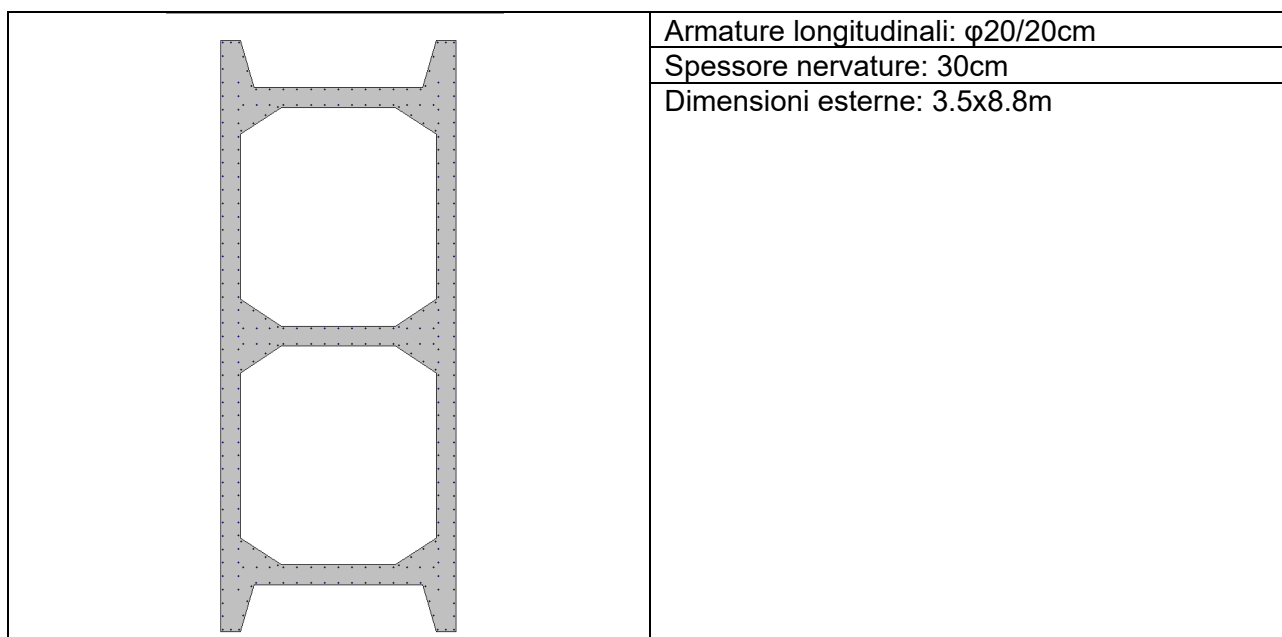 Armature longitudinali: φ20/20cm
Spessore nervature: 30cm
Dimensioni esterne: 3.5x8.8m